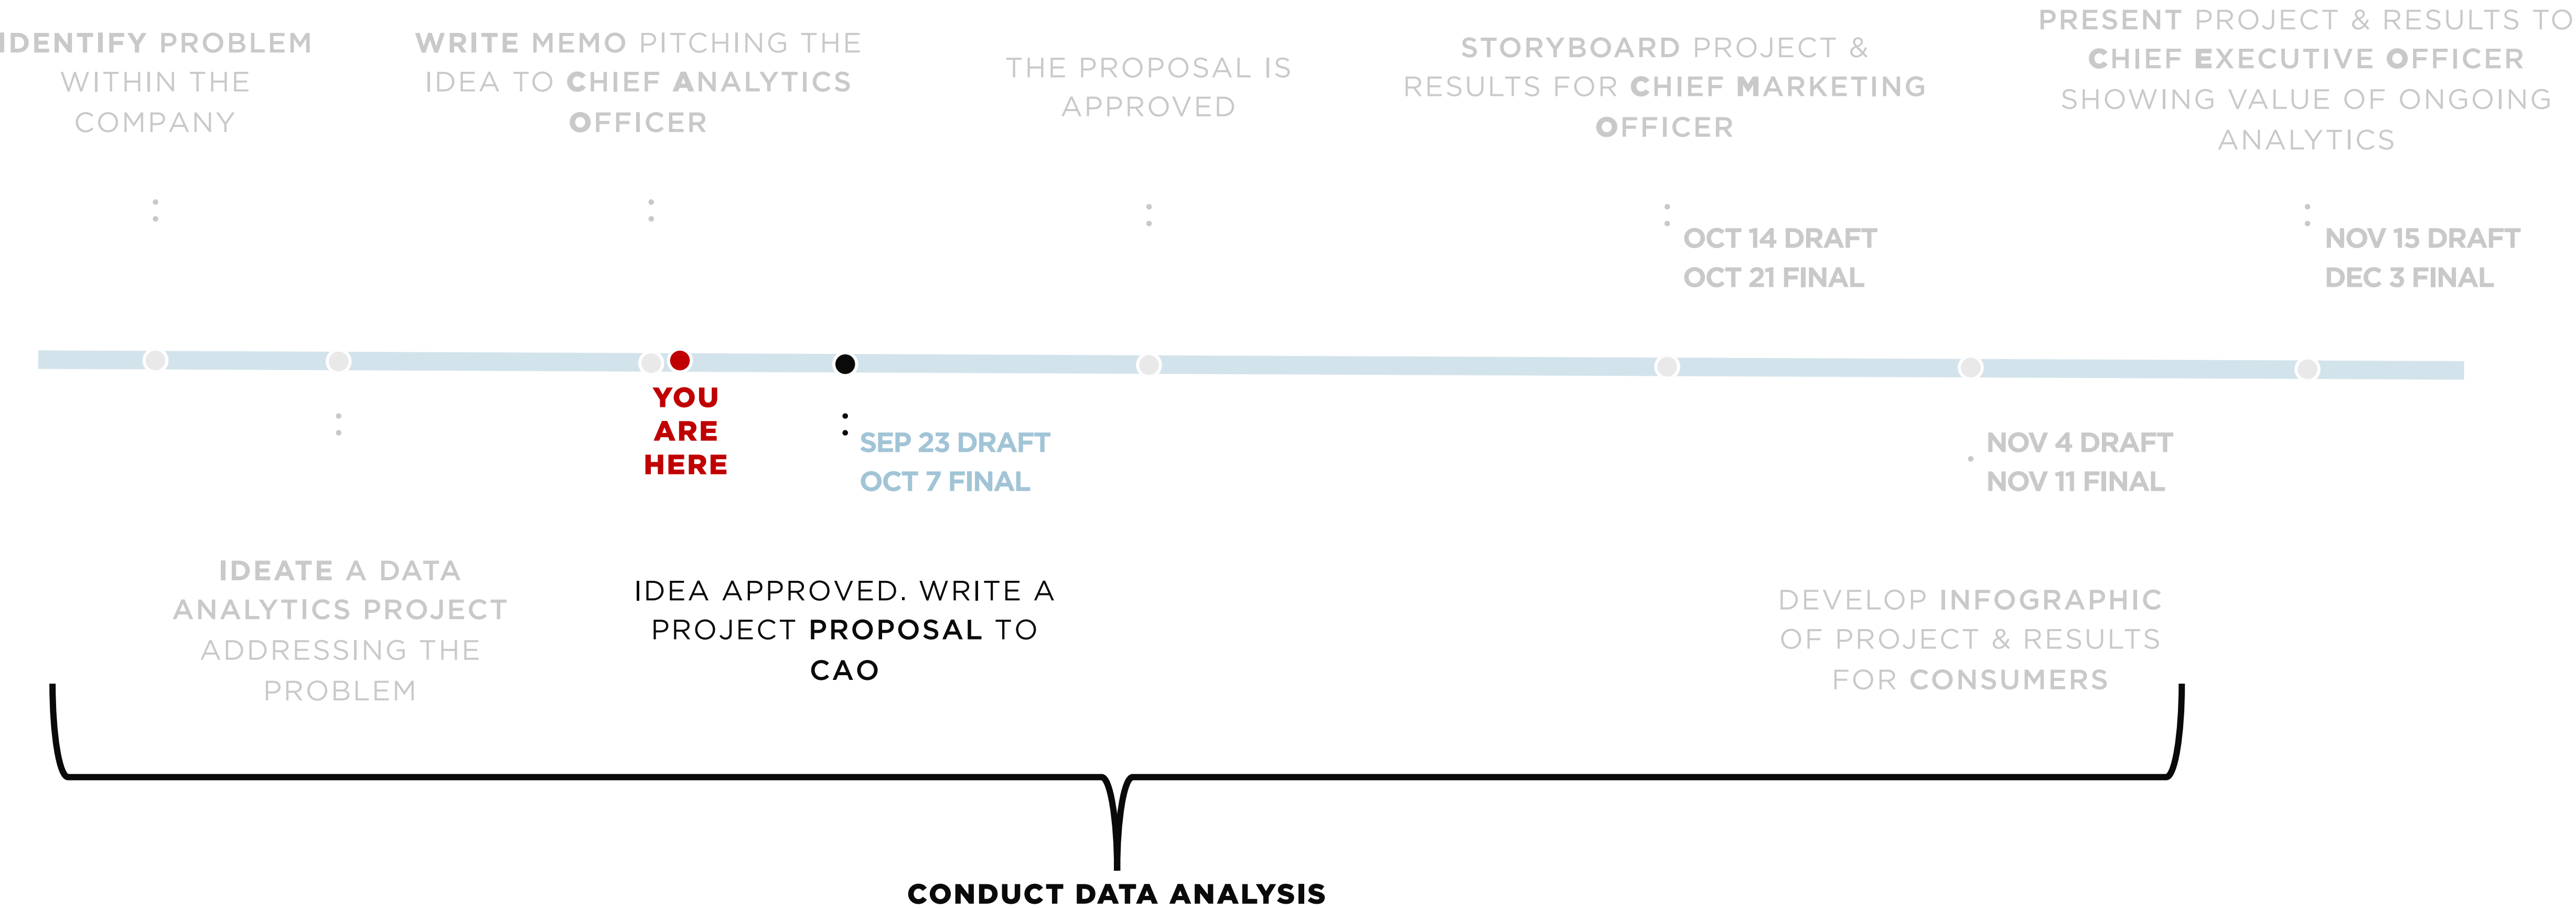 IDENTIFY PROBLEM
WITHIN THE
COMPANY
WRITE MEMO PITCHING THE
IDEA TO CHIEF ANALYTICS
OFFICER
THE PROPOSAL IS
APPROVED
STORYBOARD PROJECT &
RESULTS FOR CHIEF MARKETING
OFFICER
PRESENT PROJECT & RESULTS TO
CHIEF EXECUTIVE OFFICER
SHOWING VALUE OF ONGOING
ANALYTICS
OCT 14 DRAFT
OCT 21 FINAL
NOV 15 DRAFT
DEC 3 FINAL
YOU
ARE
HERE
SEP 23 DRAFT
OCT 7 FINAL
NOV 4 DRAFT
NOV 11 FINAL
IDEATE A DATA
ANALYTICS PROJECT
ADDRESSING THE
PROBLEM
IDEA APPROVED. WRITE A
PROJECT PROPOSAL TO
CAO
DEVELOP INFOGRAPHIC
OF PROJECT & RESULTS
FOR CONSUMERS
CONDUCT DATA ANALYSIS